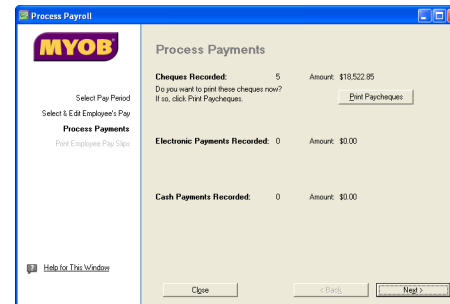 Process Payroll
MYOB
Process Payments
Cheques Recorded: 5 Amount: $18,522.85
Do you want to print these cheques now?
If so, click Print Paycheques.
Print Paycheques
Select Pay Period
Select & Edit Employee's Pay
Process Payments
Print Employee Pay Slips
Electronic Payments Recorded: 0 Amount: $0.00
Cash Payments Recorded: 0 Amount: $0.00
? Help for This Window
Close
< Back
Next >